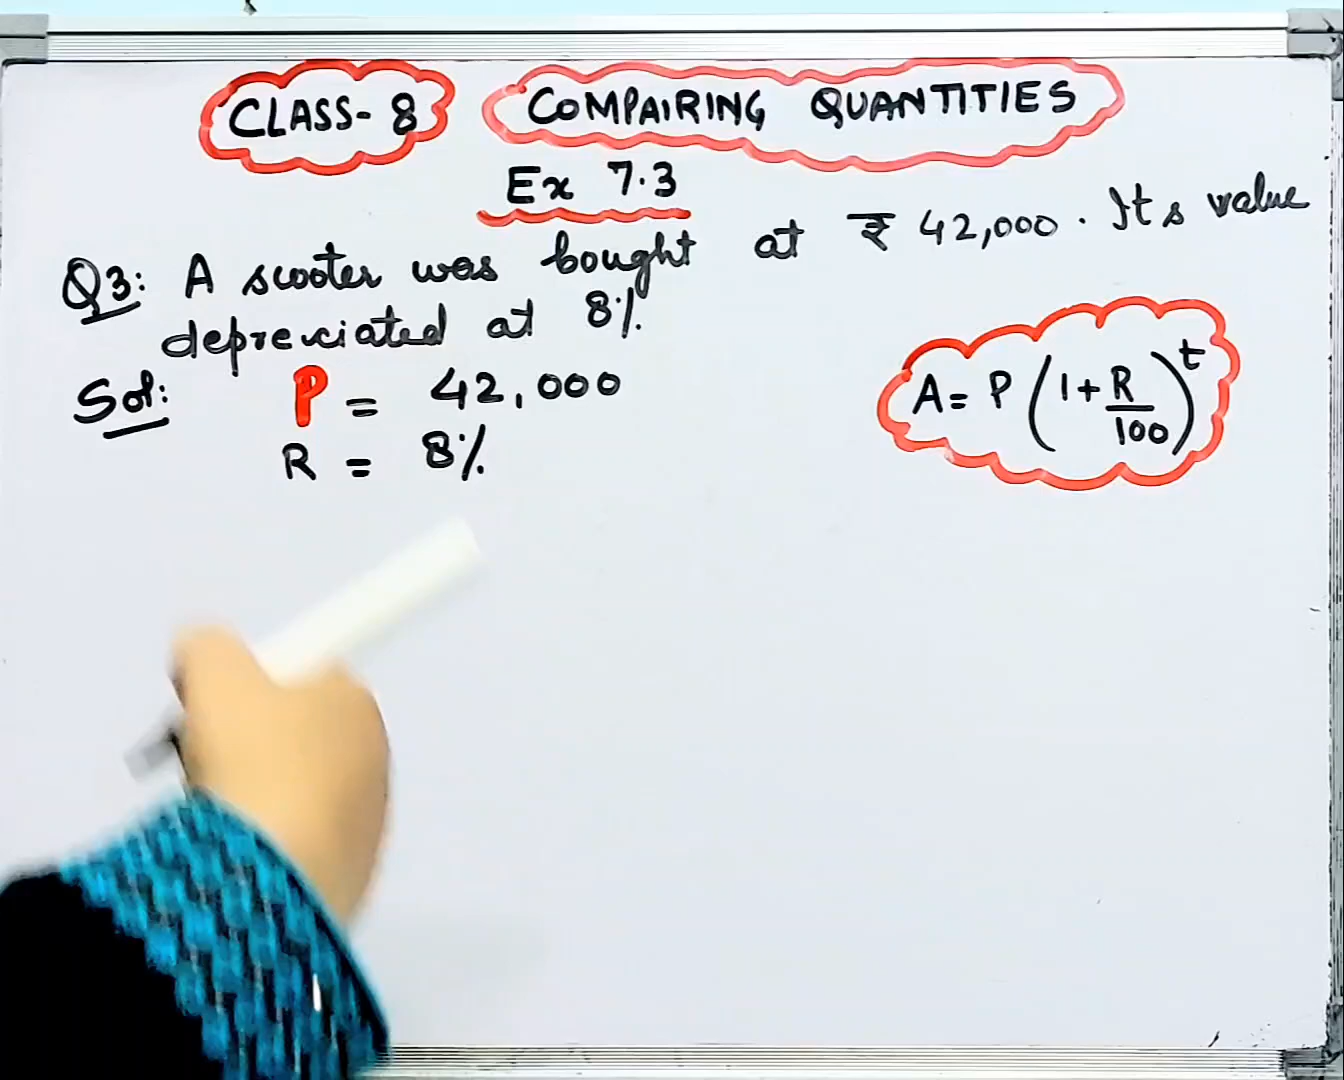 CLASS- 8 COMPAIRING QUANTITIES
Ex 7.3
Q3: A scooter was bought at ₹ 42,000. Its value
depreciated at 8%
Sol: P = 42,000
R = 8%
A = P (1 + R/100)^t